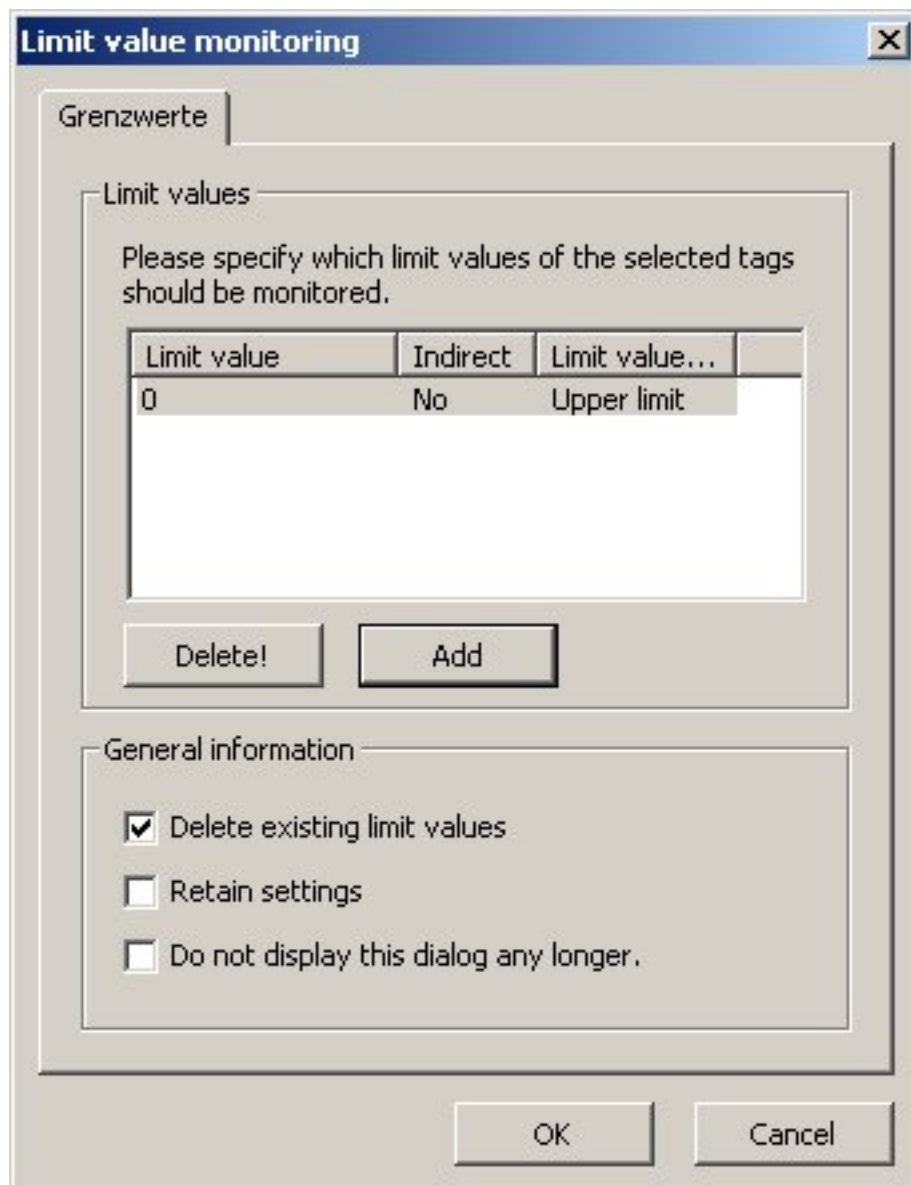 Limit value monitoring
Grenzwerte
Limit values
Please specify which limit values of the selected tags
should be monitored.
Limit value Indirect Limit value...
0 No Upper limit
Delete! Add
General information
Delete existing limit values
Retain settings
Do not display this dialog any longer.
OK Cancel